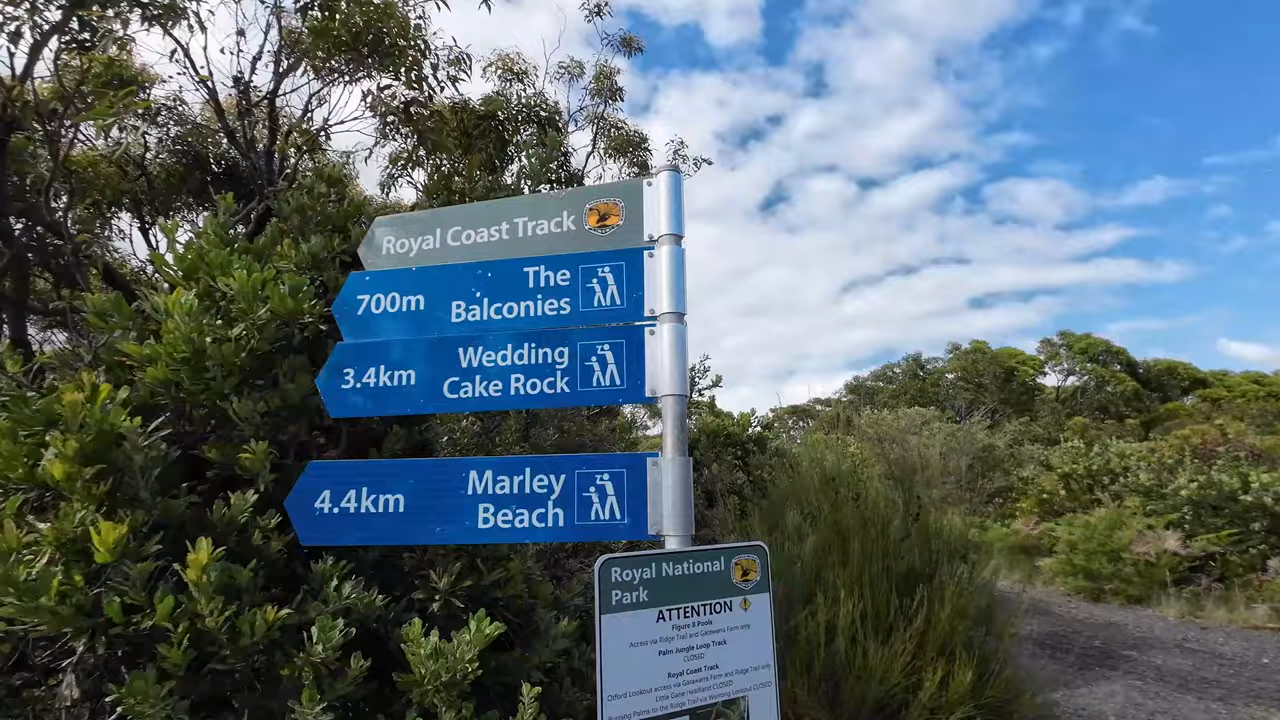 Royal Coast Track
700m
The
Balconies
3.4km
Wedding
Cake Rock
4.4km
Marley
Beach
Royal National
Park
ATTENTION
Figure 8 Pools
Access via Ridge Trail and Garawarra Farm only
Palm Jungle Loop Track
CLOSED
Royal Coast Track
Otford Lookout access via Garawarra Farm and Ridge Trail only
Little Garie Headland CLOSED
Burning Palms to the Ridge Trail via Werrong Lookout CLOSED